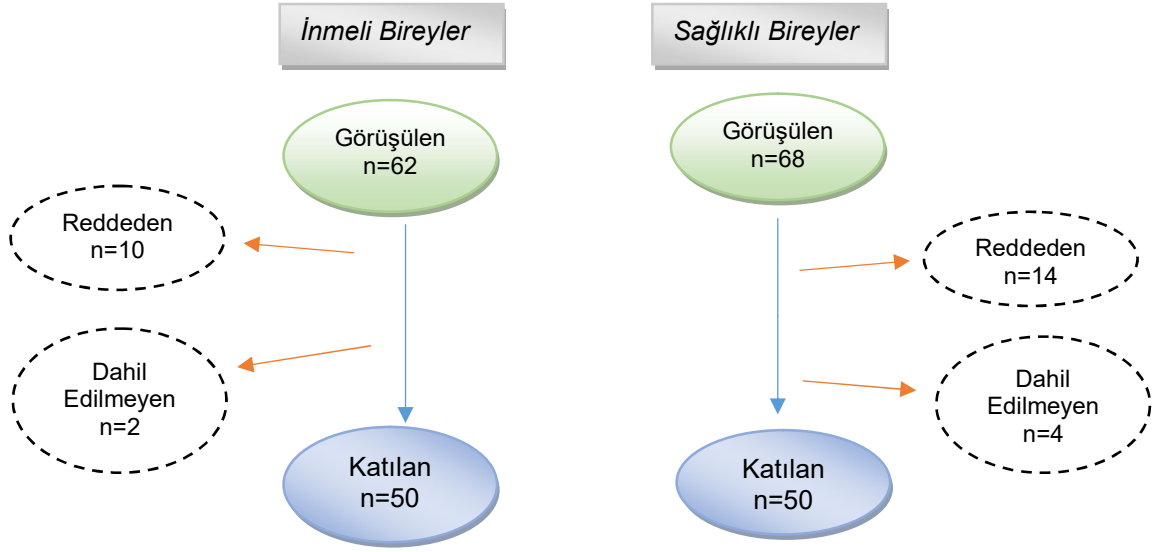 İnmeli Bireyler
Sağlıklı Bireyler
Görüşülen
n=62
Görüşülen
n=68
Reddeden
n=10
Reddeden
n=14
Dahil
Edilmeyen
n=2
Dahil
Edilmeyen
n=4
Katılan
n=50
Katılan
n=50